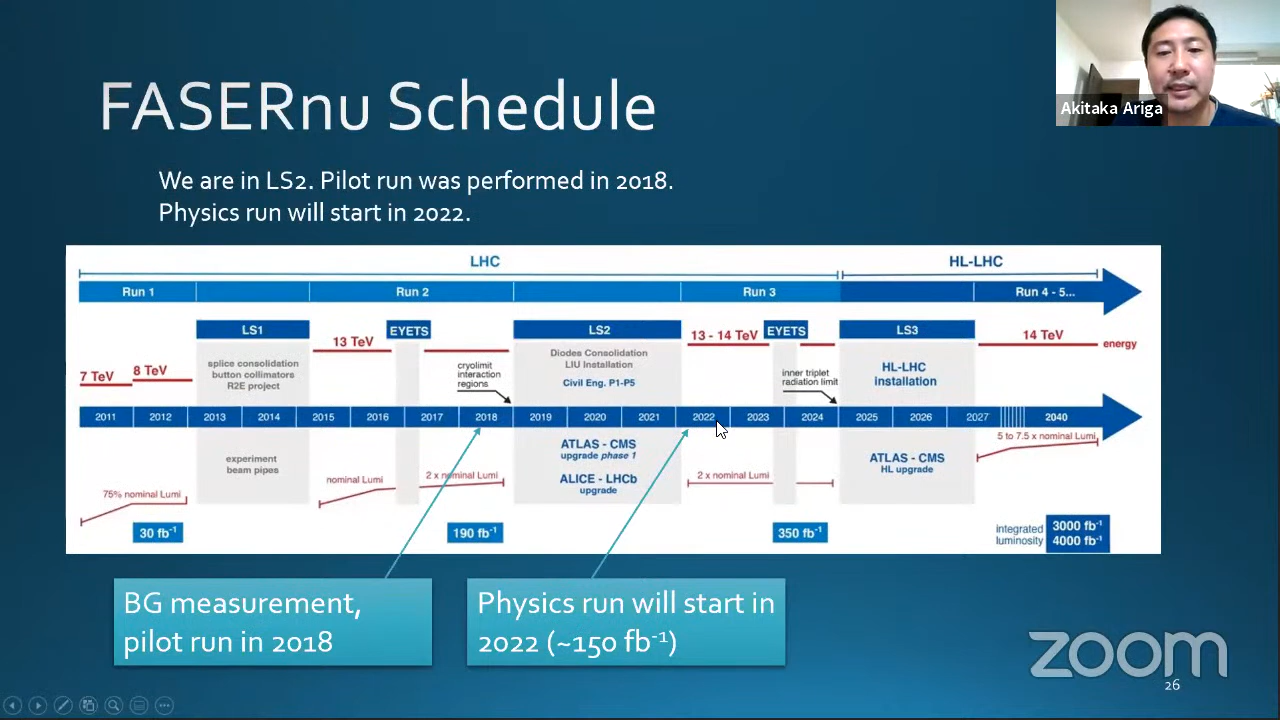 Akitaka Ariga
FASERnu Schedule
We are in LS2. Pilot run was performed in 2018.
Physics run will start in 2022.
LHC
HL-LHC
Run 1
Run 2
Run 3
Run 4 - 5...
LS1
EYETS
LS2
EYETS
LS3
7 TeV
8 TeV
13 TeV
13 - 14 TeV
14 TeV
energy
splice consolidation
button collimators
R2E project
cryolimit
interaction
regions
Diodes Consolidation
LIU Installation
Civil Eng. P1-P5
inner triplet
radiation limit
HL-LHC
installation
2011 2012 2013 2014 2015 2016 2017 2018 2019 2020 2021 2022 2023 2024 2025 2026 2027 2040
experiment
beam pipes
ATLAS - CMS
upgrade phase 1
ALICE - LHCb
upgrade
ATLAS - CMS
HL upgrade
75% nominal Lumi
nominal Lumi
2 x nominal Lumi
2 x nominal Lumi
5 to 7.5 x nominal Lumi
30 fb⁻¹
190 fb⁻¹
350 fb⁻¹
integrated
luminosity
3000 fb⁻¹
4000 fb⁻¹
BG measurement,
pilot run in 2018
Physics run will start in
2022 (~150 fb⁻¹)
zoom
26